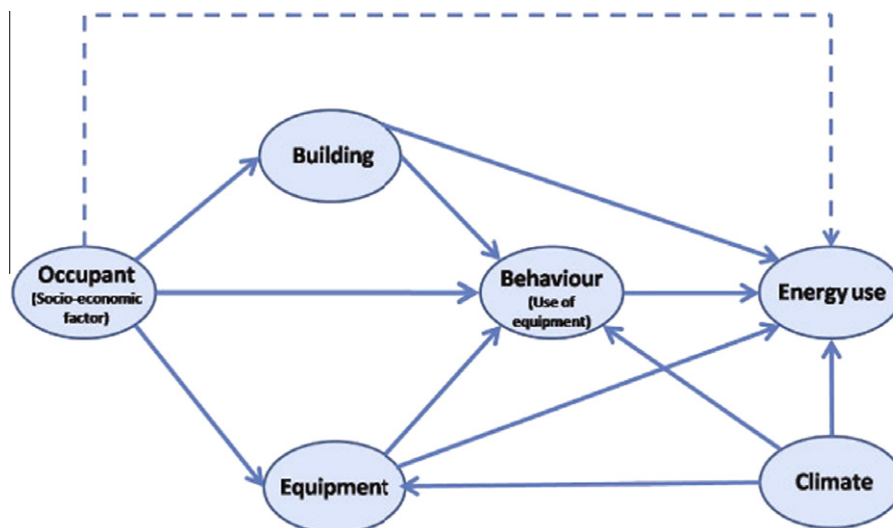 Building
Occupant
(Socio-economic
factor)
Behaviour
(Use of
equipment)
Energy use
Equipment
Climate